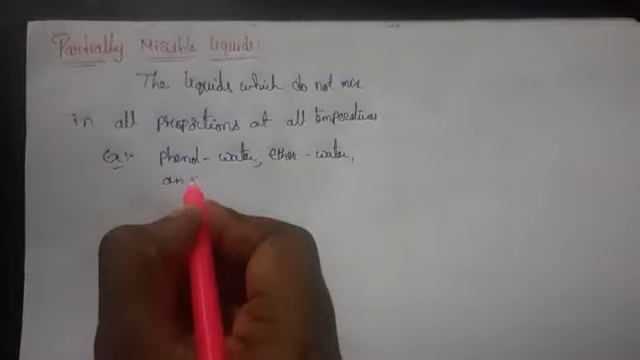 Partially Miscible liquids:
The liquids which do not mix
in all proportions at all temperatures
Ex:- phenol - water, ether - water,
an